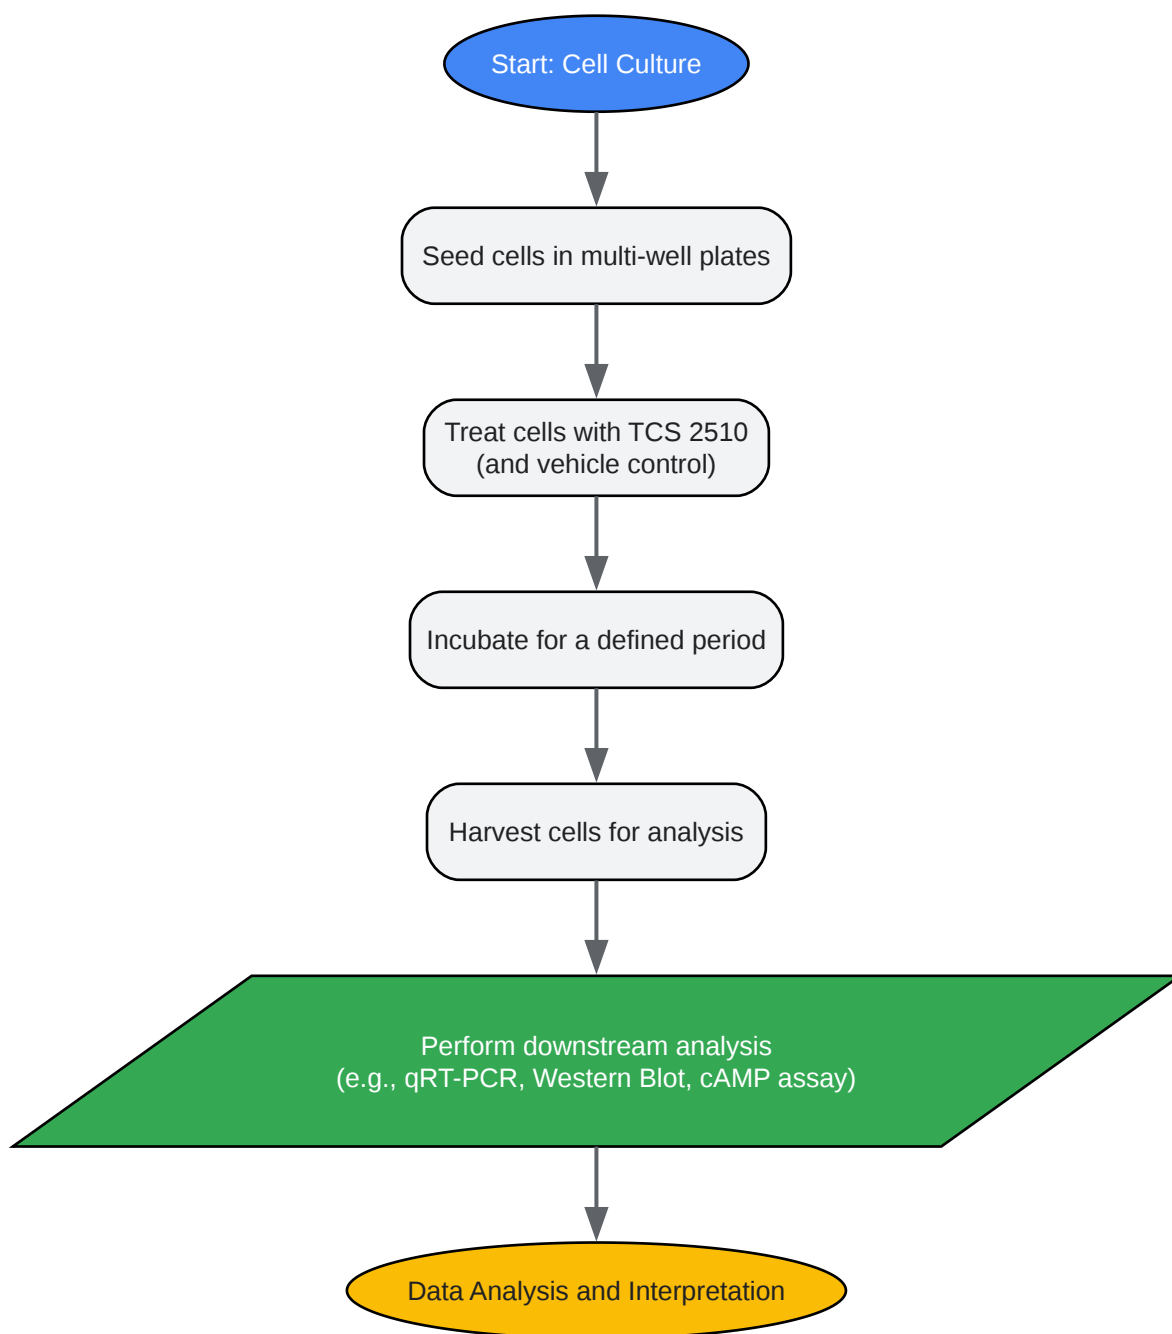 Start: Cell Culture
Seed cells in multi-well plates
Treat cells with TCS 2510
(and vehicle control)
Incubate for a defined period
Harvest cells for analysis
Perform downstream analysis
(e.g., qRT-PCR, Western Blot, cAMP assay)
Data Analysis and Interpretation